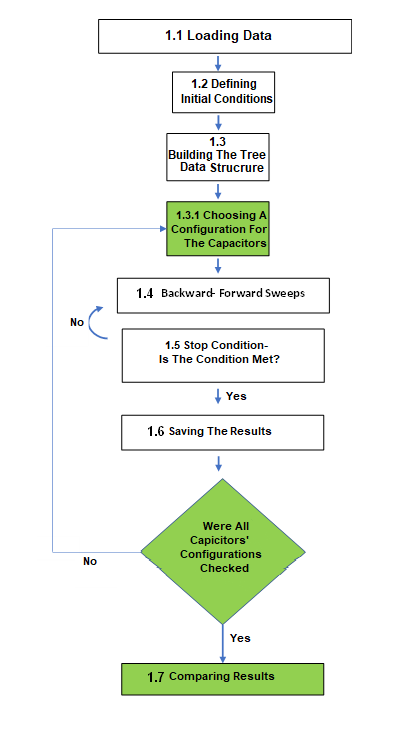 1.1 Loading Data
1.2 Defining
Initial Conditions
1.3
Building The Tree
Data Strucrure
1.3.1 Choosing A
Configuration For
The Capacitors
1.4 Backward- Forward Sweeps
No
1.5 Stop Condition-
Is The Condition Met?
Yes
1.6 Saving The Results
Were All
Capicitors'
Configurations
Checked
No
Yes
1.7 Comparing Results